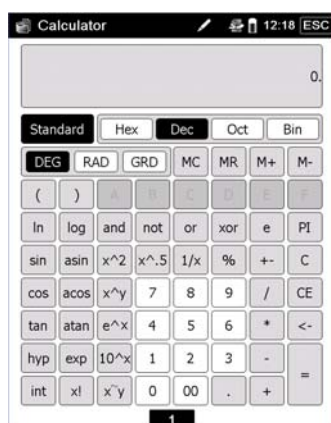 Calculator 12:18 ESC
0.
Standard Hex Dec Oct Bin
DEG RAD GRD MC MR M+ M-
( ) A B C D E F
ln log and not or xor e PI
sin asin x^2 x^.5 1/x % +- C
cos acos x^y 7 8 9 / CE
tan atan e^x 4 5 6 * <-
hyp exp 10^x 1 2 3 - =
int x! x~y 0 00 . +
1